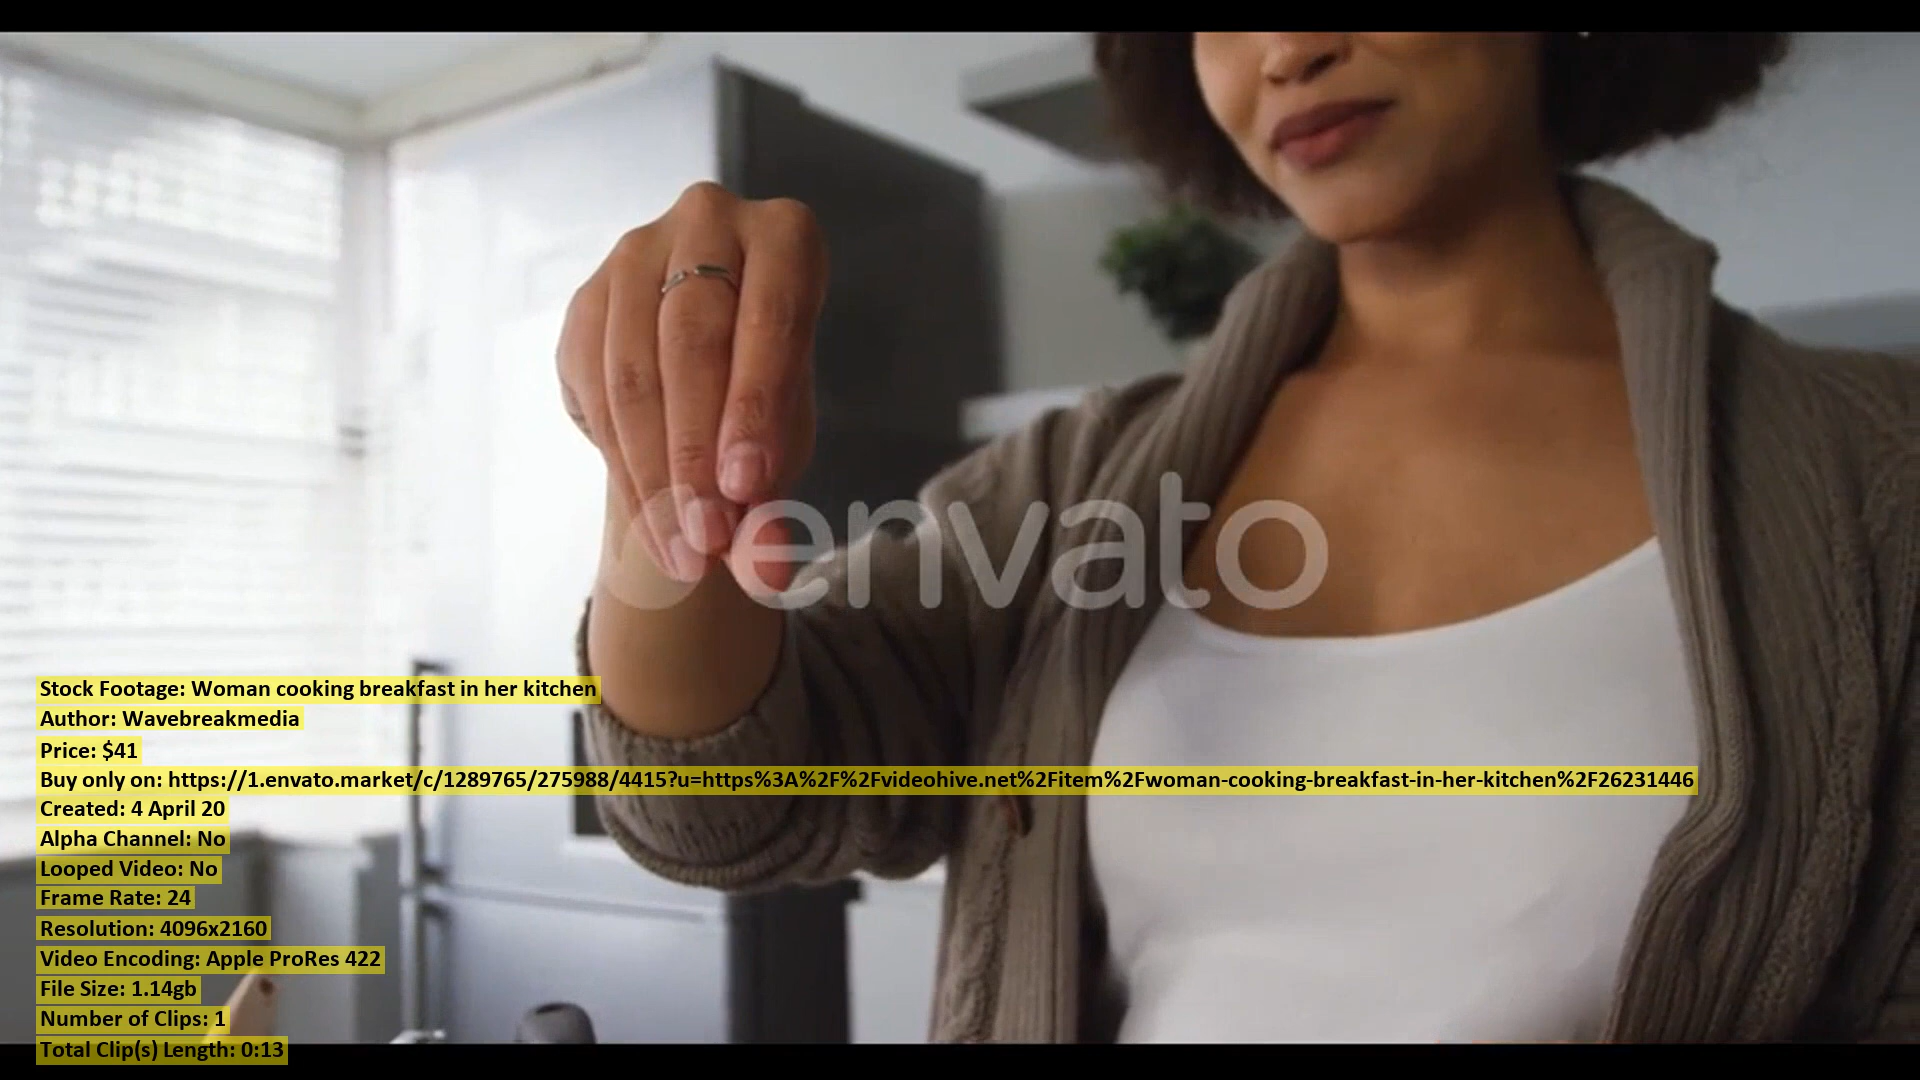 envato
Stock Footage: Woman cooking breakfast in her kitchen
Author: Wavebreakmedia
Price: $41
Buy only on: https://1.envato.market/c/1289765/275988/4415?u=https%3A%2F%2Fvideohive.net%2Fitem%2Fwoman-cooking-breakfast-in-her-kitchen%2F26231446
Created: 4 April 20
Alpha Channel: No
Looped Video: No
Frame Rate: 24
Resolution: 4096x2160
Video Encoding: Apple ProRes 422
File Size: 1.14gb
Number of Clips: 1
Total Clip(s) Length: 0:13